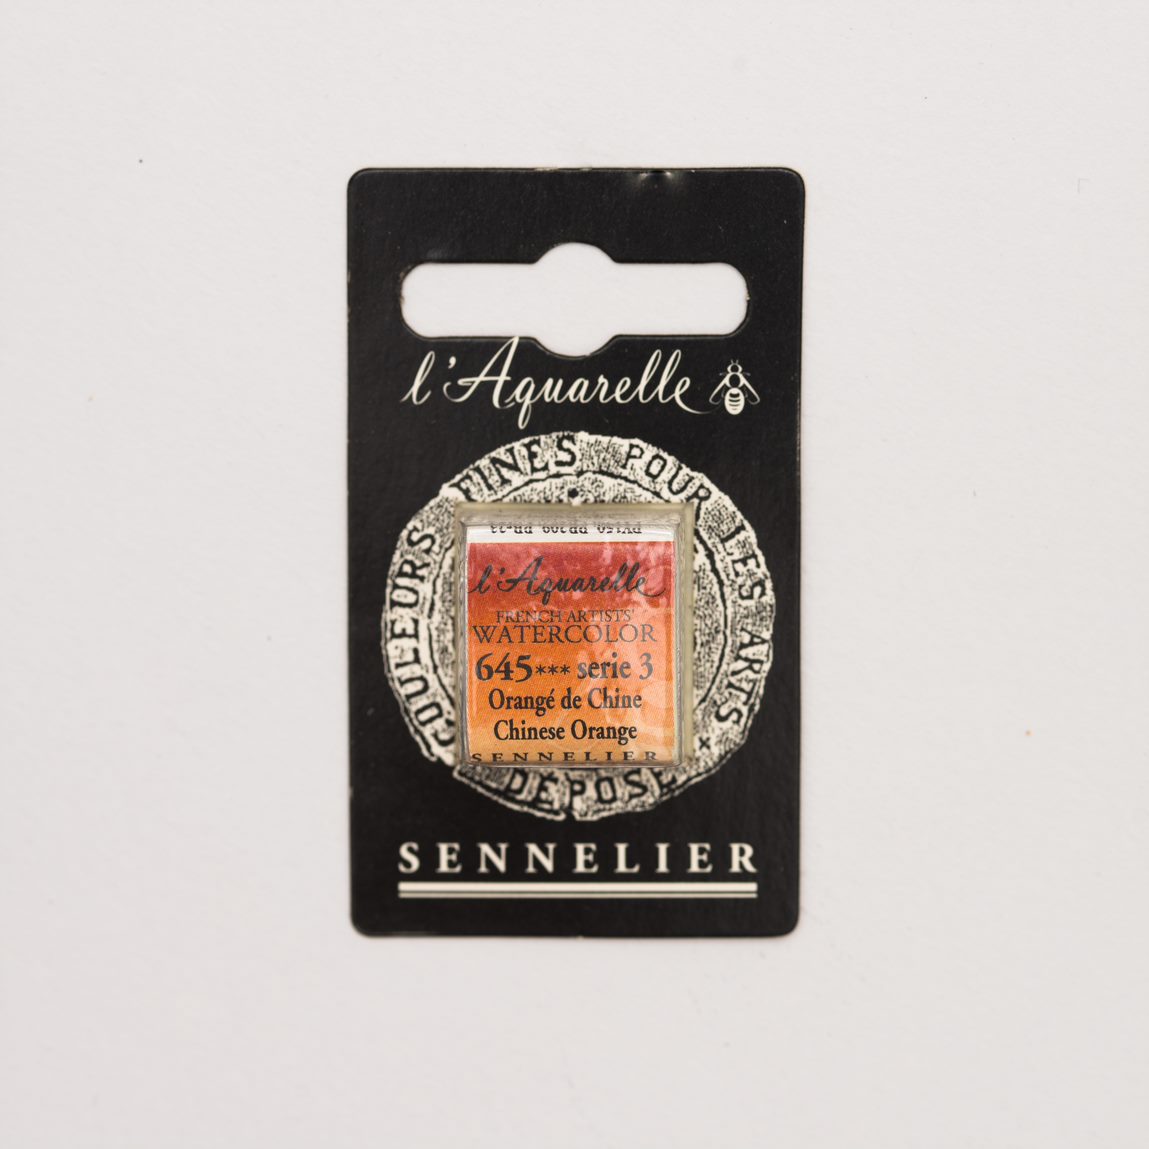 l'Aquarelle
COULEURS FINES POUR LES ARTS
DÉPOSÉ
l'Aquarelle
FRENCH ARTISTS'
WATERCOLOR
645*** serie 3
Orangé de Chine
Chinese Orange
SENNELIER
SENNELIER